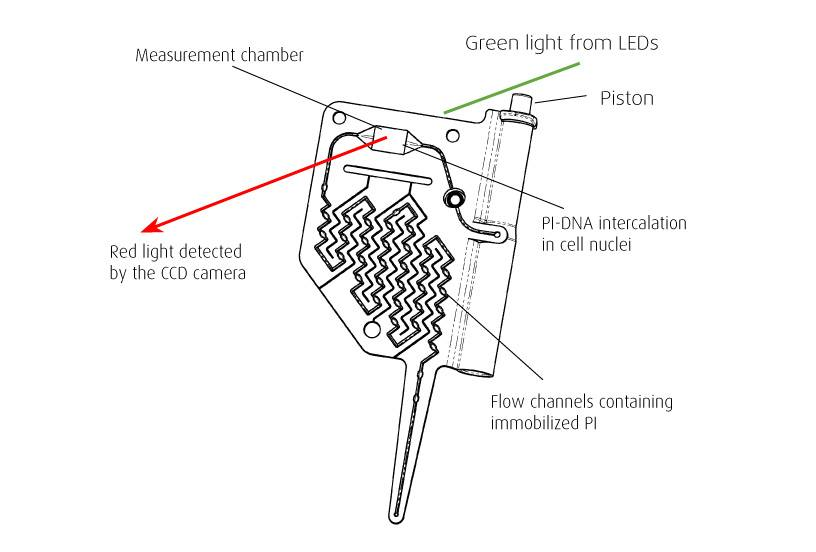 Green light from LEDs
Measurement chamber
Piston
PI-DNA intercalation
in cell nuclei
Red light detected
by the CCD camera
Flow channels containing
immobilized PI